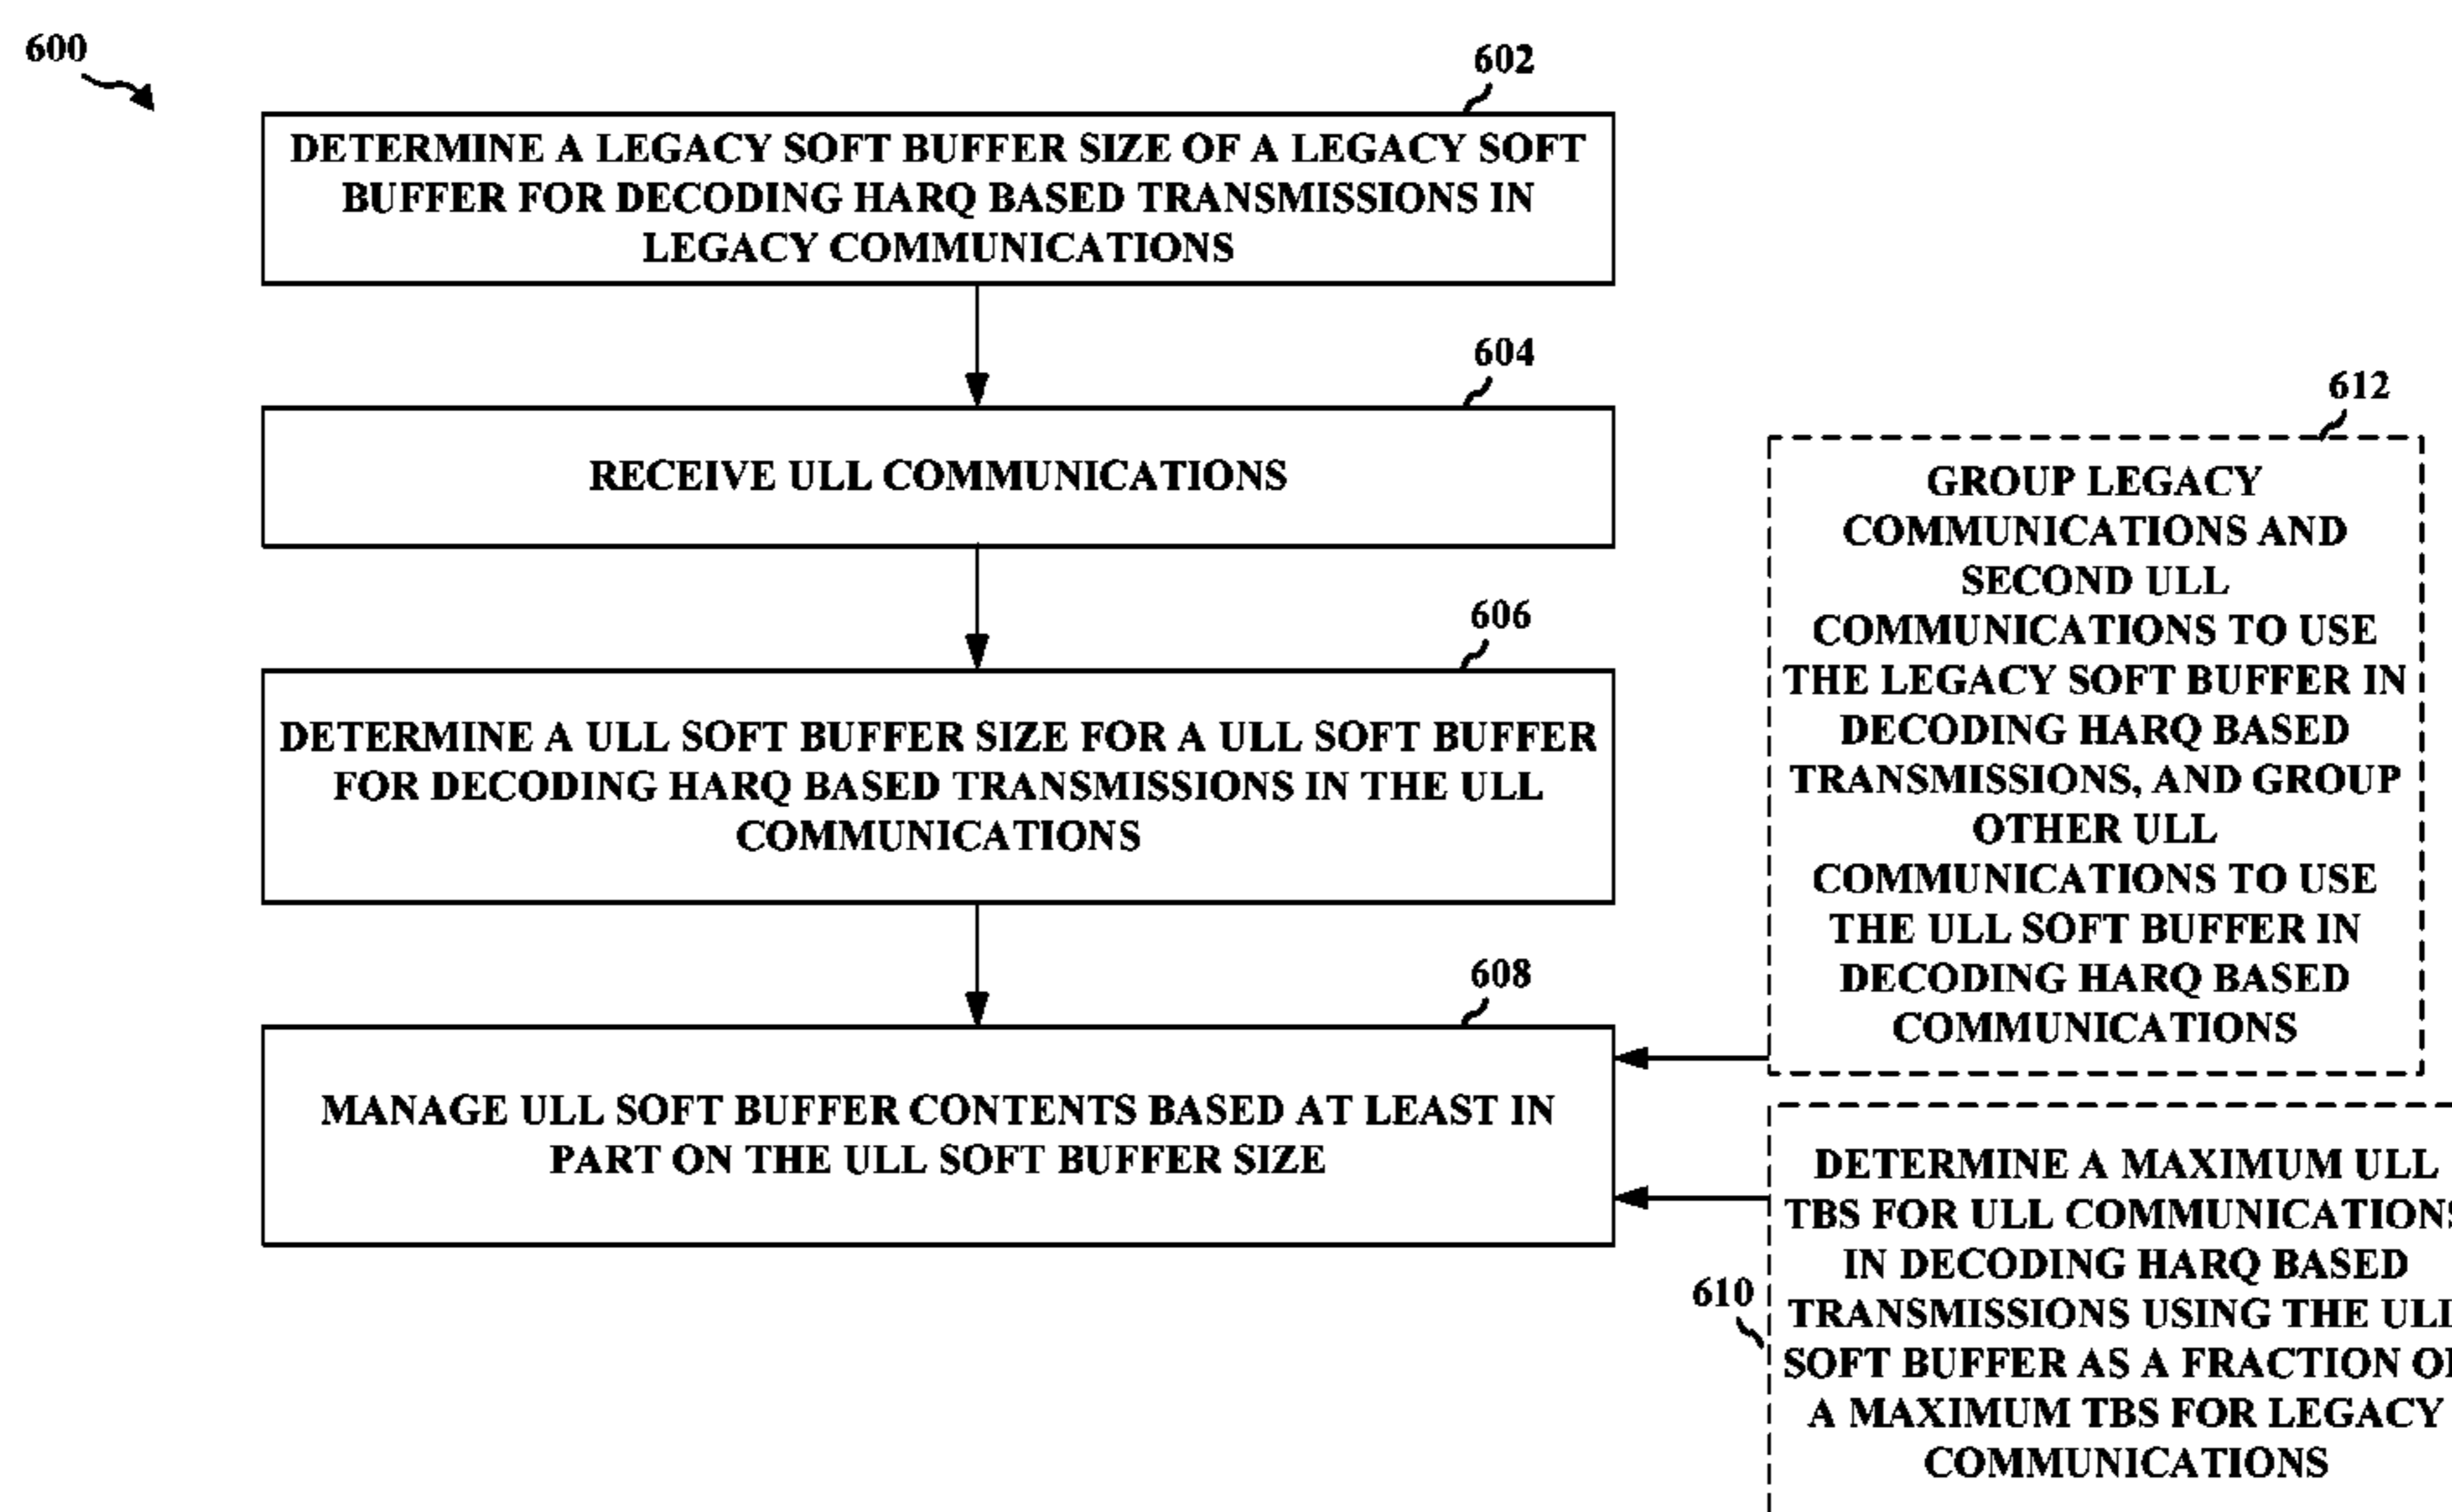 600
602
DETERMINE A LEGACY SOFT BUFFER SIZE OF A LEGACY SOFT
BUFFER FOR DECODING HARQ BASED TRANSMISSIONS IN
LEGACY COMMUNICATIONS
604
RECEIVE ULL COMMUNICATIONS
606
DETERMINE A ULL SOFT BUFFER SIZE FOR A ULL SOFT BUFFER
FOR DECODING HARQ BASED TRANSMISSIONS IN THE ULL
COMMUNICATIONS
608
MANAGE ULL SOFT BUFFER CONTENTS BASED AT LEAST IN
PART ON THE ULL SOFT BUFFER SIZE
612
GROUP LEGACY
COMMUNICATIONS AND
SECOND ULL
COMMUNICATIONS TO USE
THE LEGACY SOFT BUFFER IN
DECODING HARQ BASED
TRANSMISSIONS, AND GROUP
OTHER ULL
COMMUNICATIONS TO USE
THE ULL SOFT BUFFER IN
DECODING HARQ BASED
COMMUNICATIONS
610
DETERMINE A MAXIMUM ULL
TBS FOR ULL COMMUNICATIONS
IN DECODING HARQ BASED
TRANSMISSIONS USING THE ULL
SOFT BUFFER AS A FRACTION OF
A MAXIMUM TBS FOR LEGACY
COMMUNICATIONS